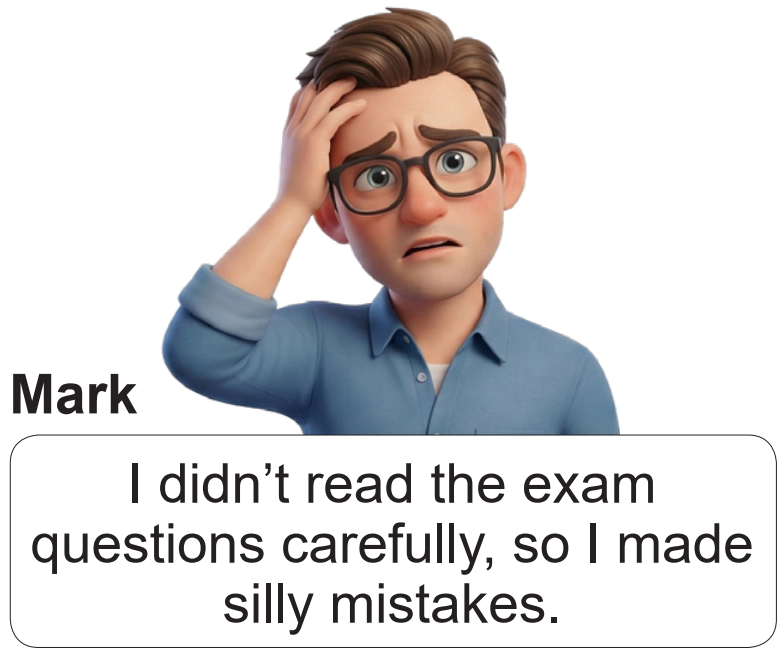 Mark
I didn’t read the exam
questions carefully, so I made
silly mistakes.